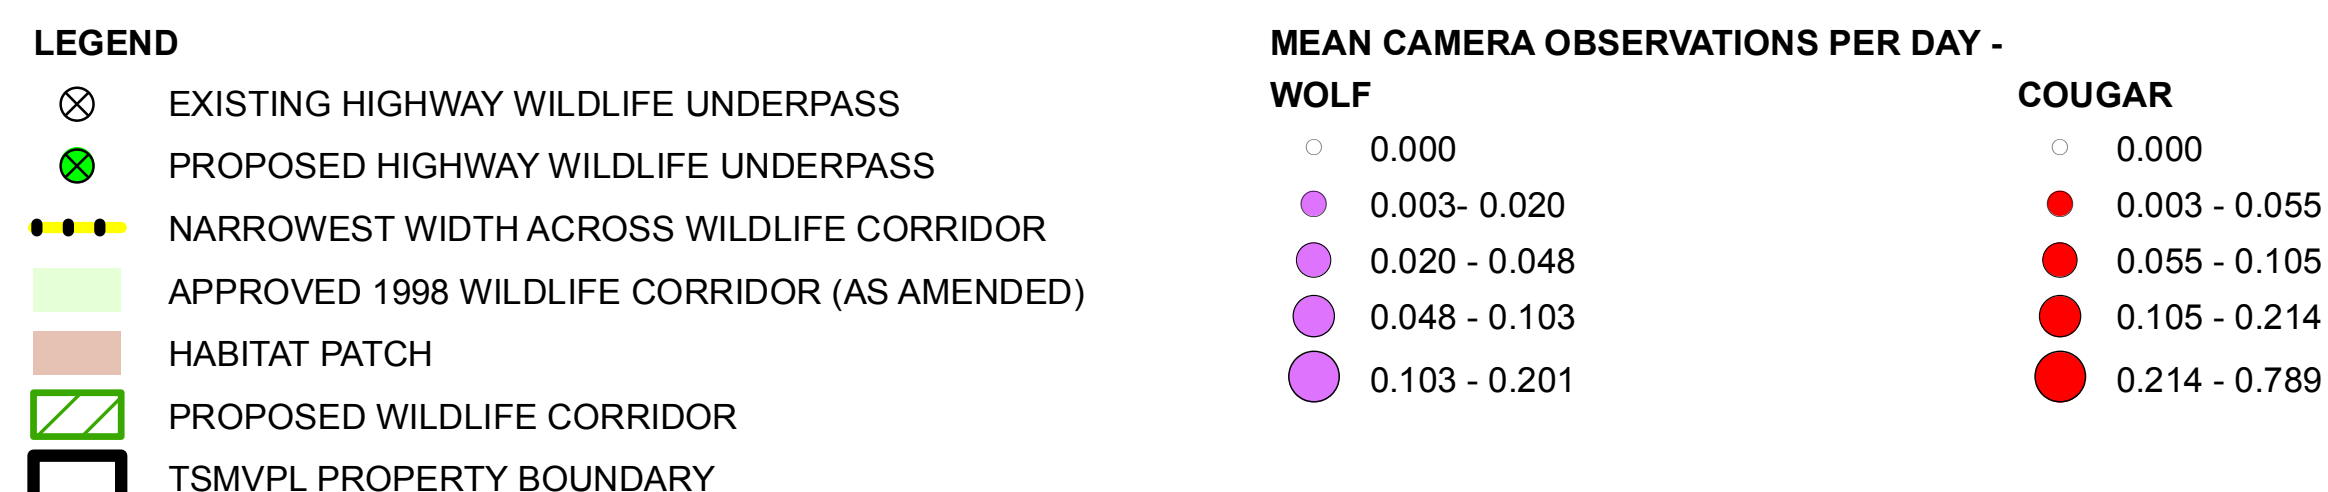 LEGEND
EXISTING HIGHWAY WILDLIFE UNDERPASS
PROPOSED HIGHWAY WILDLIFE UNDERPASS
NARROWEST WIDTH ACROSS WILDLIFE CORRIDOR
APPROVED 1998 WILDLIFE CORRIDOR (AS AMENDED)
HABITAT PATCH
PROPOSED WILDLIFE CORRIDOR
TSMVPL PROPERTY BOUNDARY
MEAN CAMERA OBSERVATIONS PER DAY -
WOLF
0.000
0.003- 0.020
0.020 - 0.048
0.048 - 0.103
0.103 - 0.201
COUGAR
0.000
0.003 - 0.055
0.055 - 0.105
0.105 - 0.214
0.214 - 0.789